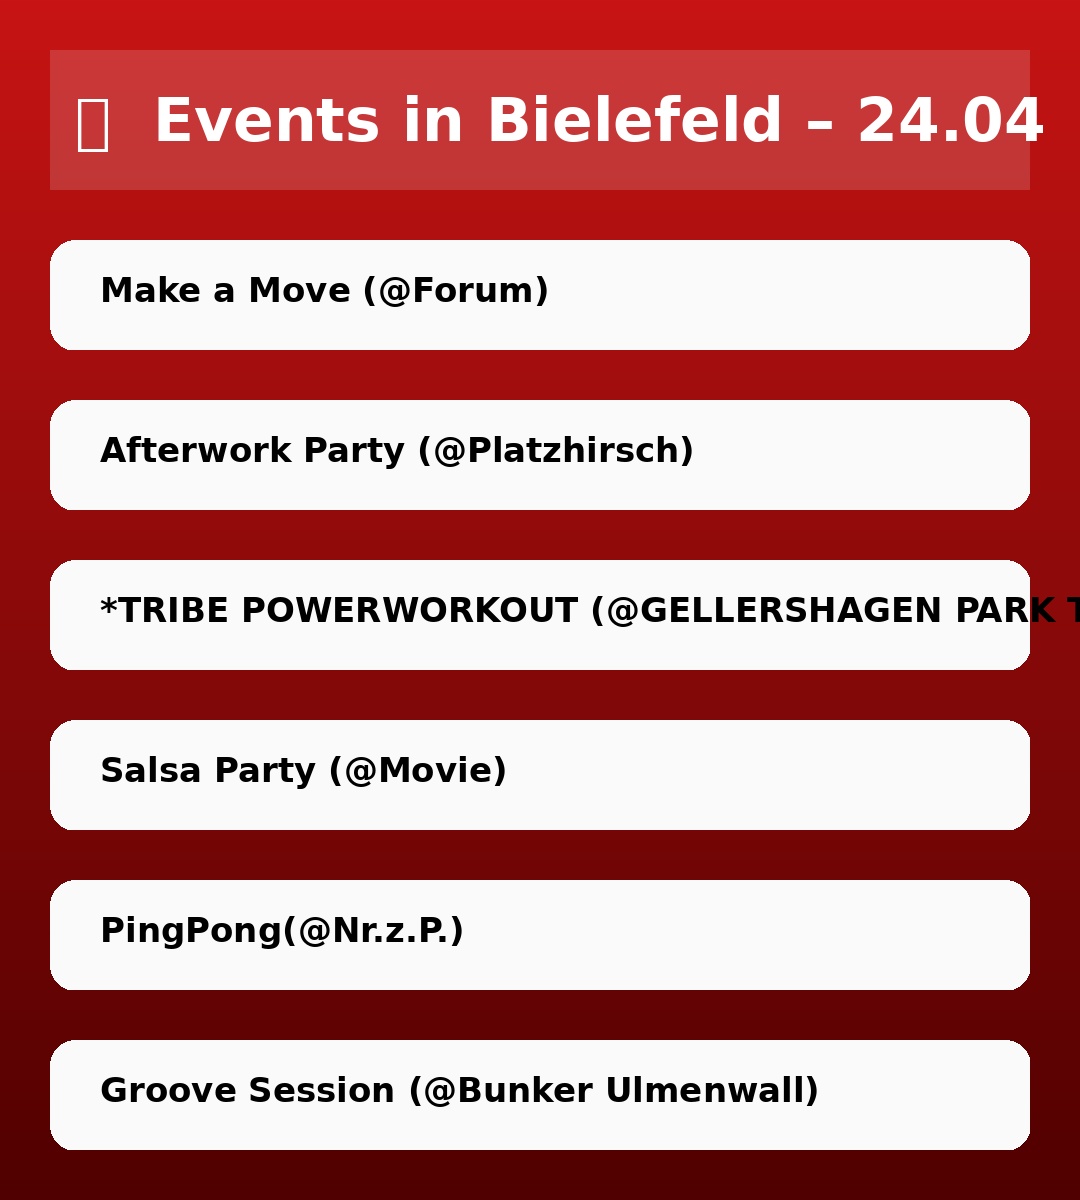 Events in Bielefeld – 24.04
Make a Move (@Forum)
Afterwork Party (@Platzhirsch)
*TRIBE POWERWORKOUT (@GELLERSHAGEN PARK
Salsa Party (@Movie)
PingPong(@Nr.z.P.)
Groove Session (@Bunker Ulmenwall)